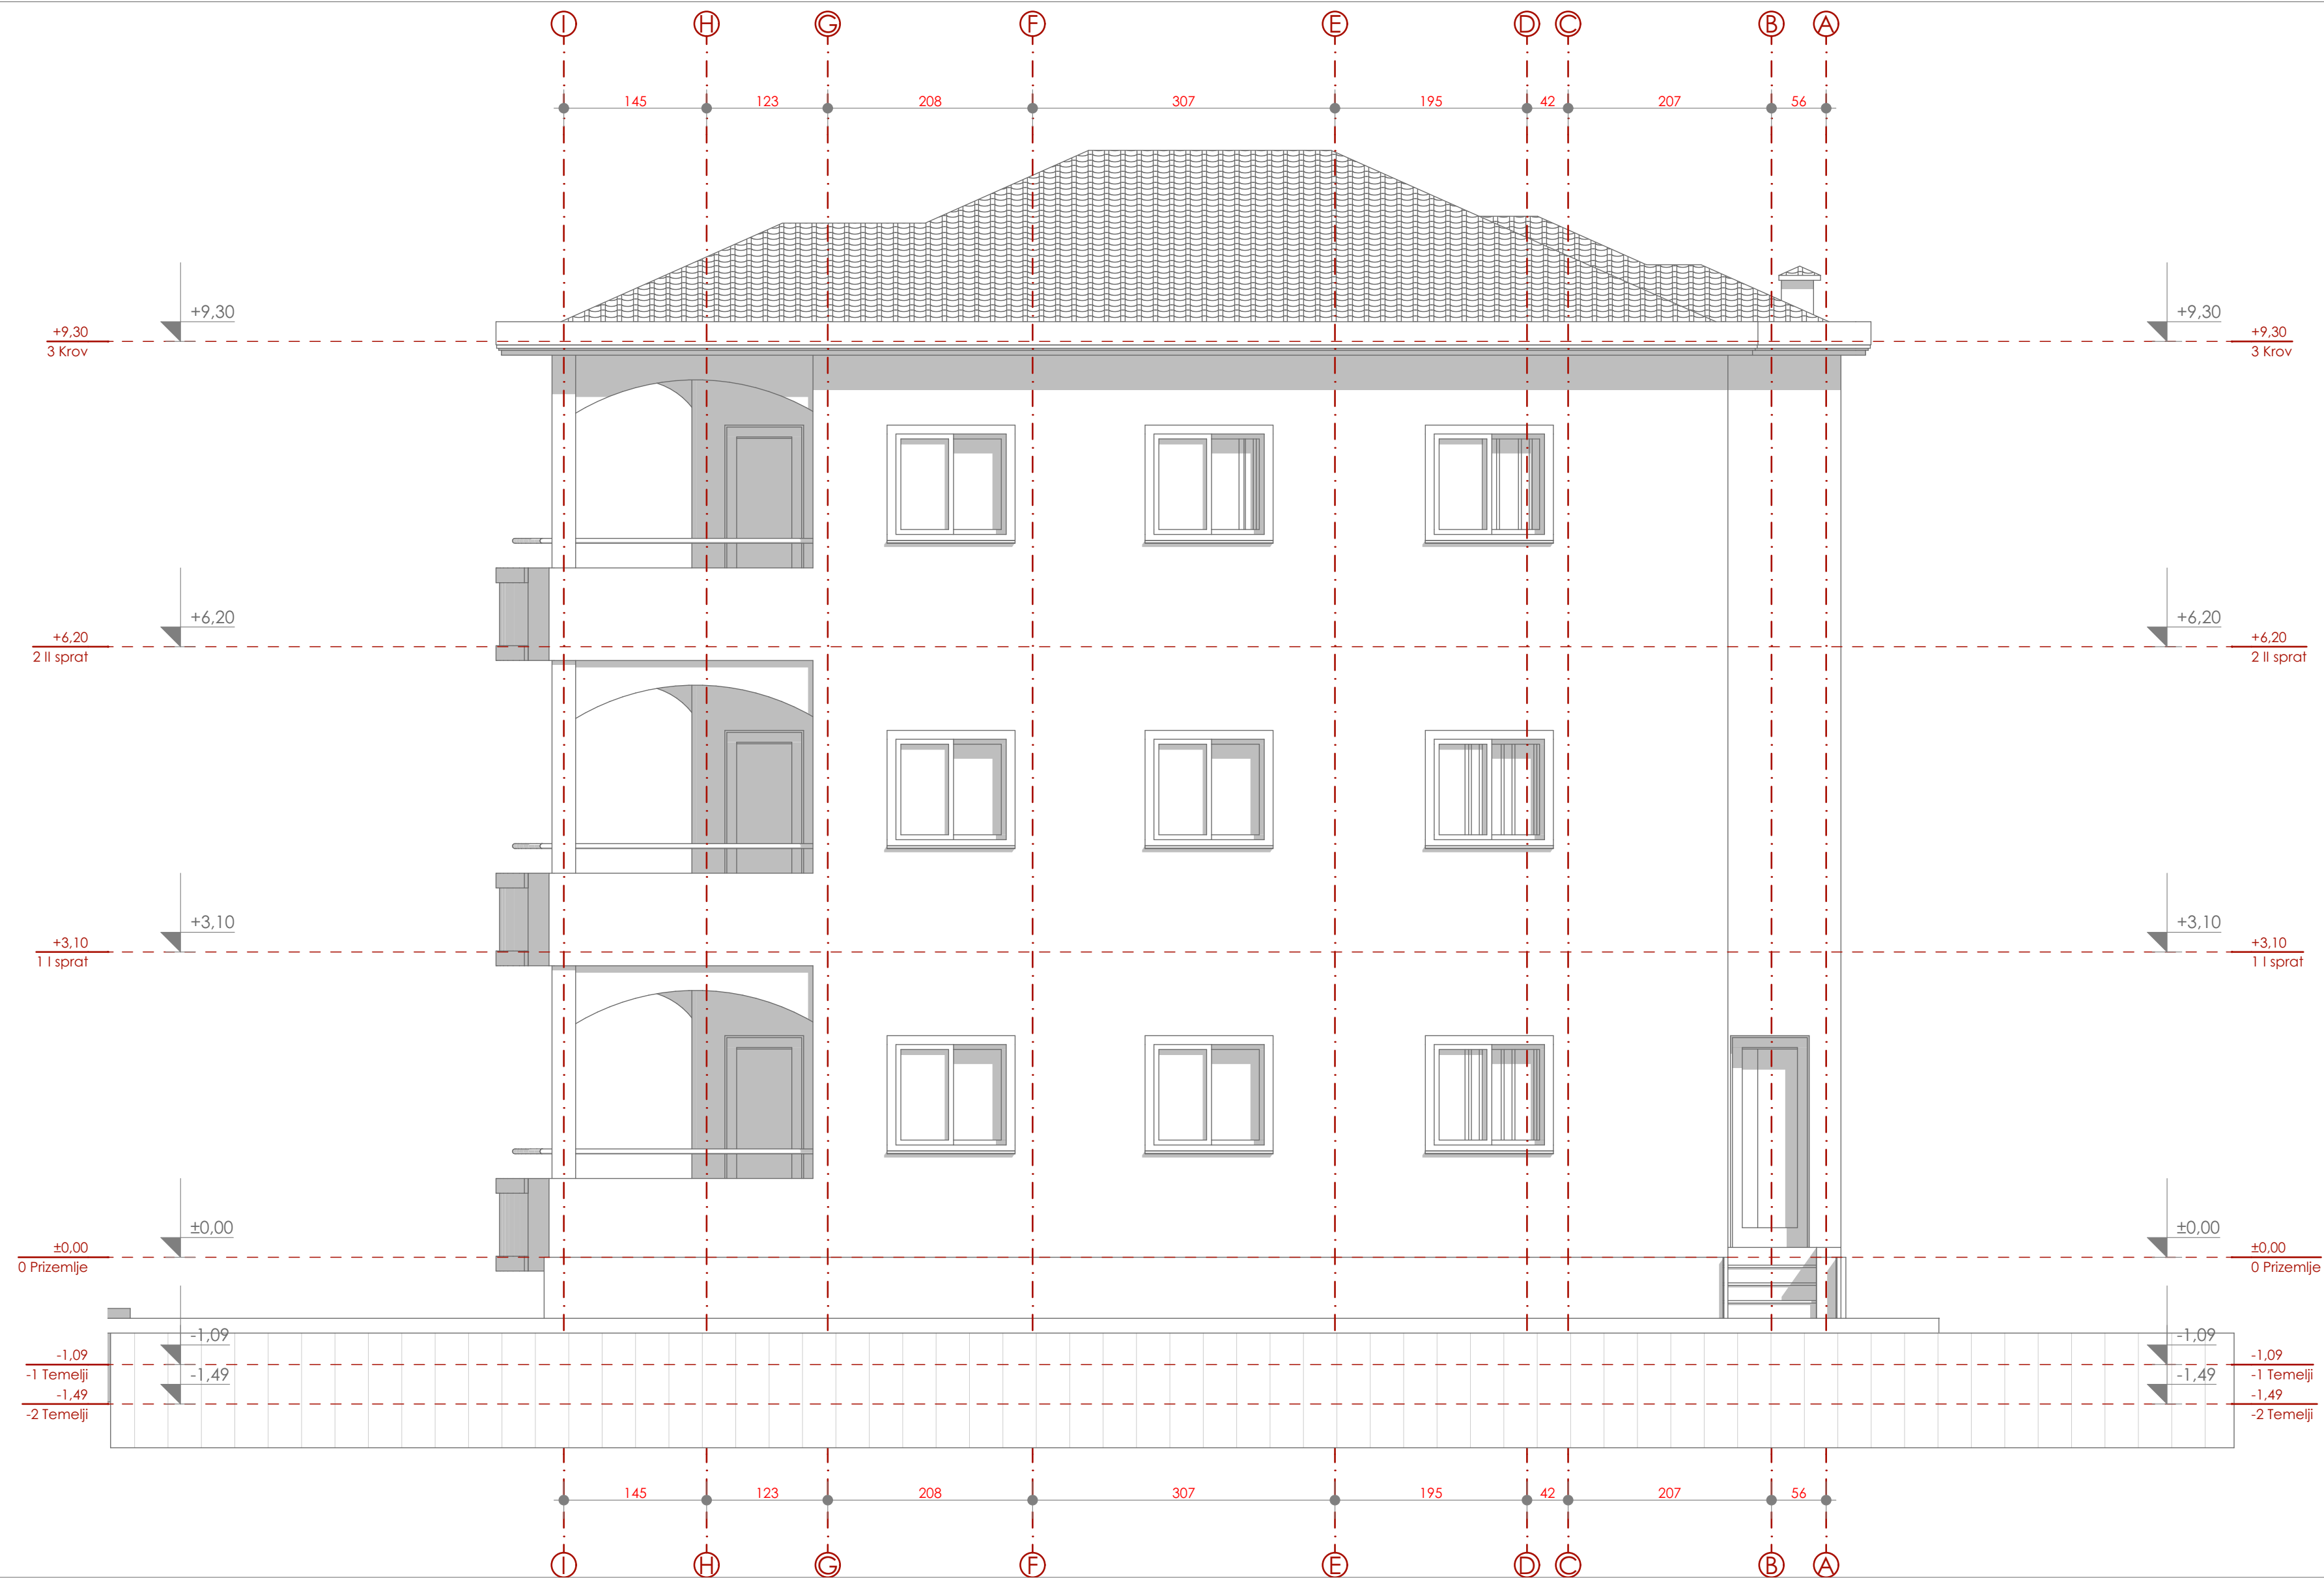 I H G F E D C B A
145 123 208 307 195 42 207 56
+9,30 +9,30
+9,30 +9,30
3 Krov 3 Krov
+6,20 +6,20
+6,20 +6,20
2 II sprat 2 II sprat
+3,10 +3,10
+3,10 +3,10
1 I sprat 1 I sprat
±0,00 ±0,00
±0,00 ±0,00
0 Prizemlje 0 Prizemlje
-1,09 -1,09
-1,09 -1,09
-1 Temelji -1 Temelji
-1,49 -1,49
-1,49 -1,49
-2 Temelji -2 Temelji
145 123 208 307 195 42 207 56
I H G F E D C B A